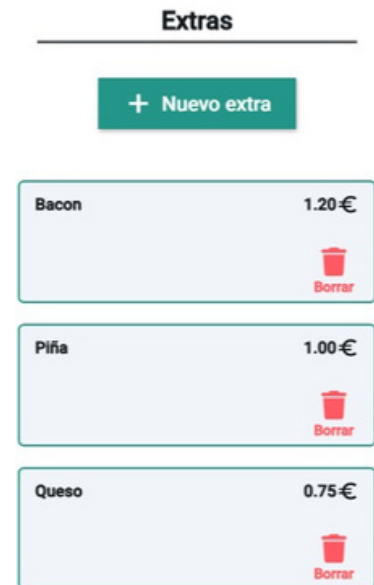 Extras
+ Nuevo extra
Bacon 1.20€
Borrar
Piña 1.00€
Borrar
Queso 0.75€
Borrar